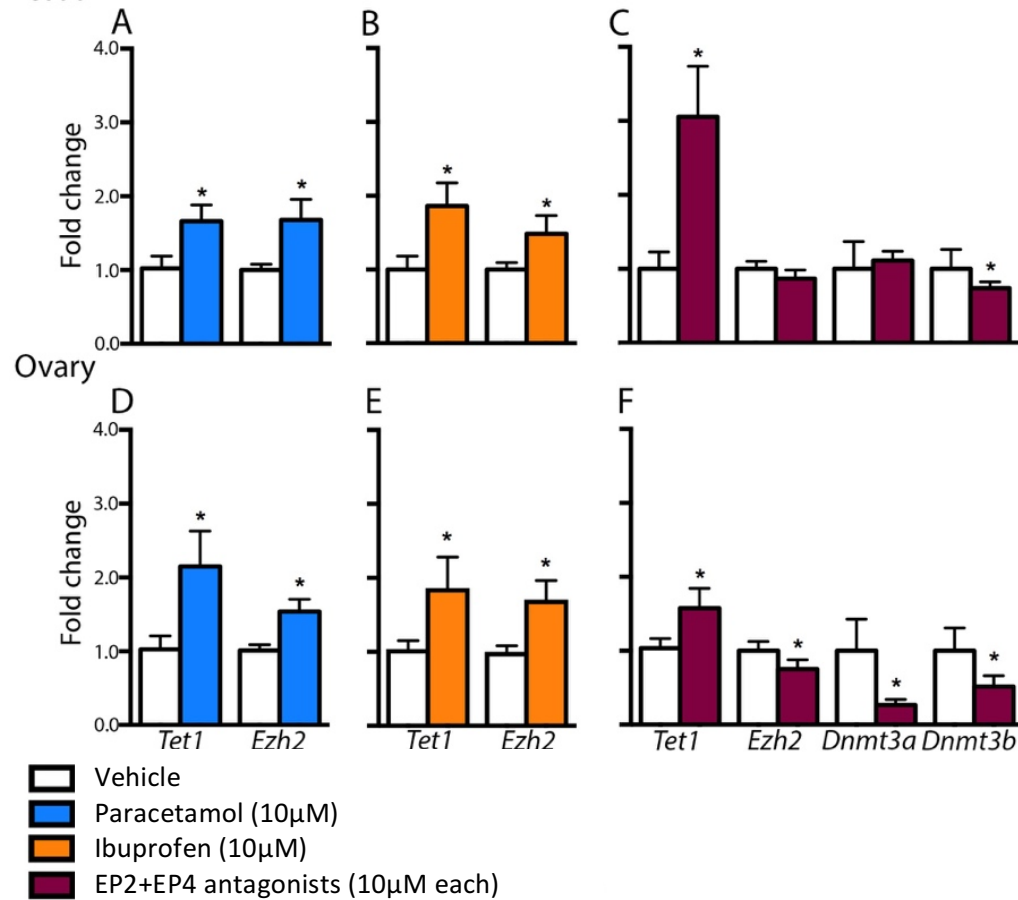 A B C
4.0
3.0
2.0
1.0
0.0
Fold change
* * * * * *
Ovary
D E F
4.0
3.0
2.0
1.0
0.0
Fold change
* * * * * * * *
Tet1 Ezh2 Tet1 Ezh2 Tet1 Ezh2 Dnmt3a Dnmt3b
Vehicle
Paracetamol (10µM)
Ibuprofen (10µM)
EP2+EP4 antagonists (10µM each)